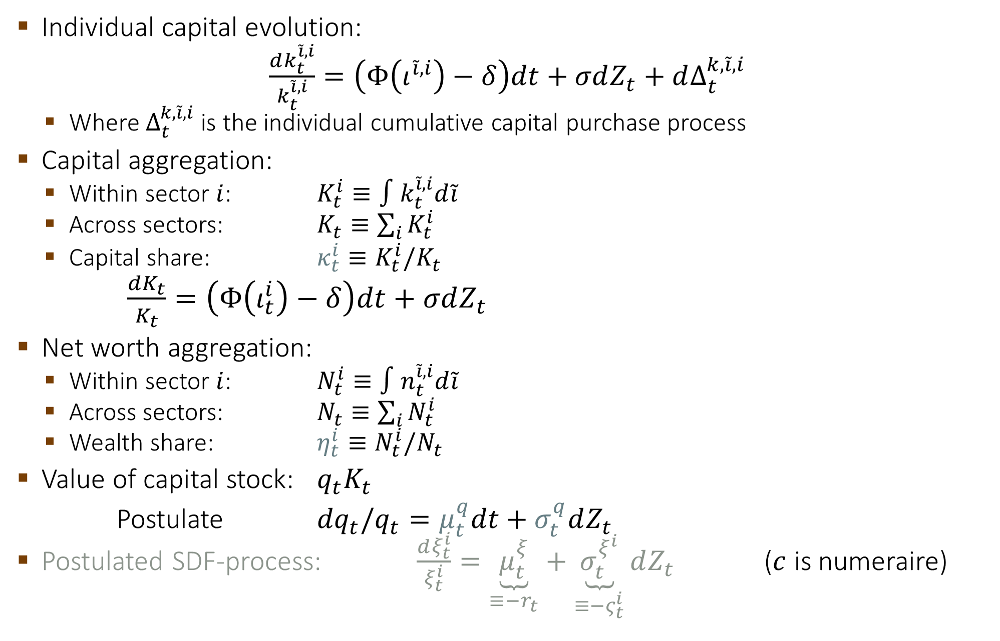 ▪ Individual capital evolution:
$\frac{dk_t^{\tilde{\imath},i}}{k_t^{\tilde{\imath},i}} = \left(\Phi\left(\iota^{\tilde{\imath},i}\right) - \delta\right)dt + \sigma dZ_t + d\Delta_t^{k,\tilde{\imath},i}$
▪ Where $\Delta_t^{k,\tilde{\imath},i}$ is the individual cumulative capital purchase process
▪ Capital aggregation:
▪ Within sector $i$: $K_t^i \equiv \int k_t^{\tilde{\imath},i} d\tilde{\imath}$
▪ Across sectors: $K_t \equiv \sum_i K_t^i$
▪ Capital share: $\kappa_t^i \equiv K_t^i / K_t$
$\frac{dK_t}{K_t} = \left(\Phi\left(\iota_t^i\right) - \delta\right)dt + \sigma dZ_t$
▪ Net worth aggregation:
▪ Within sector $i$: $N_t^i \equiv \int n_t^{\tilde{\imath},i} d\tilde{\imath}$
▪ Across sectors: $N_t \equiv \sum_i N_t^i$
▪ Wealth share: $\eta_t^i \equiv N_t^i / N_t$
▪ Value of capital stock: $q_t K_t$
Postulate $dq_t / q_t = \mu_t^q dt + \sigma_t^q dZ_t$
▪ Postulated SDF-process: $\frac{d\xi_t^i}{\xi_t^i} = \underbrace{\mu_t^{\xi}}_{\equiv -r_t} + \underbrace{\sigma_t^{\xi^i}}_{\equiv -\varsigma_t^i} dZ_t$ ($c$ is numeraire)